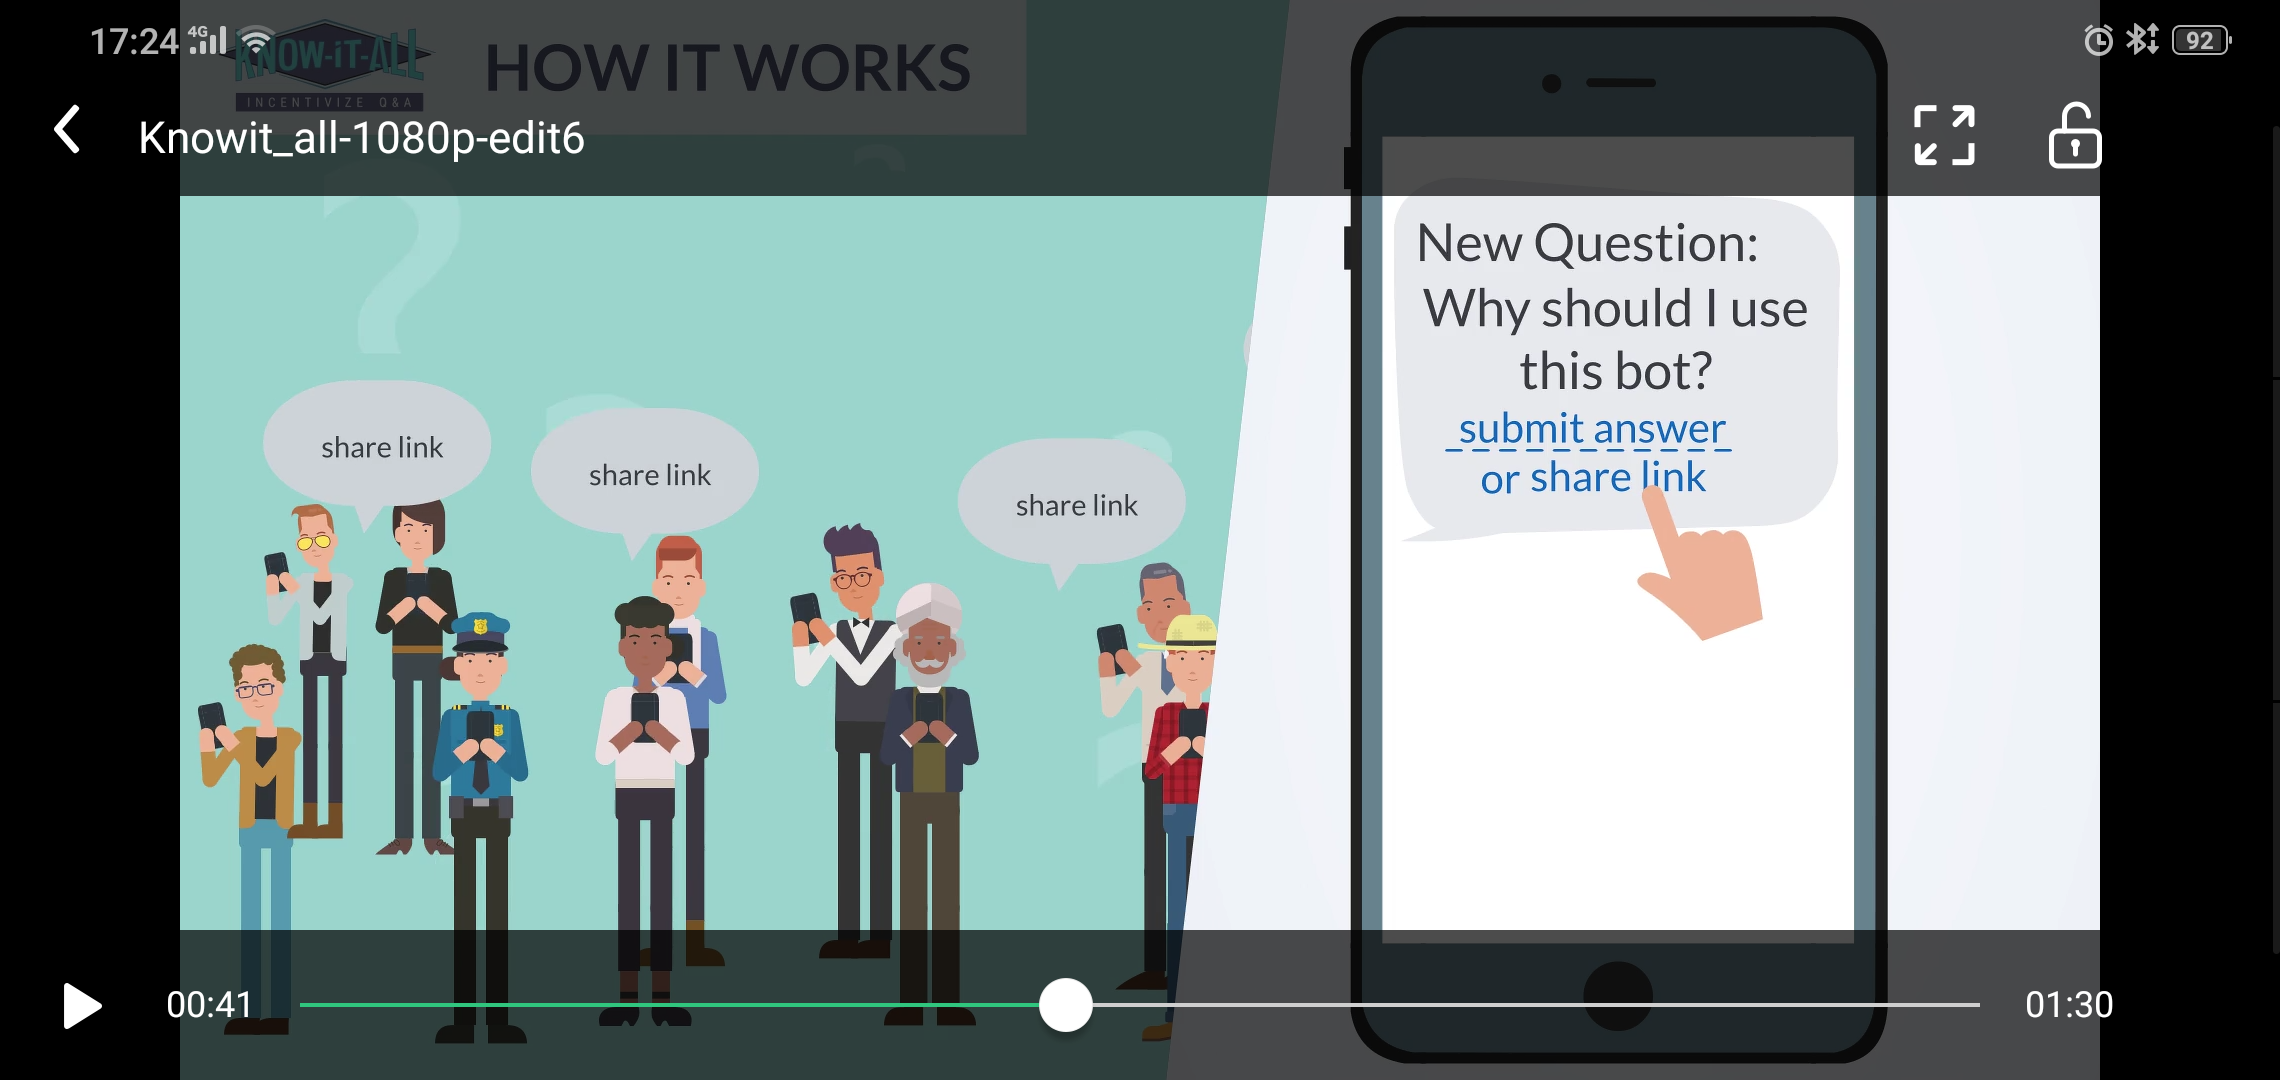 17:24 4G 92
KNOW-iT-ALL
INCENTIVIZE Q&A
HOW IT WORKS
Knowit_all-1080p-edit6
share link
share link
share link
New Question:
Why should I use
this bot?
submit answer
or share link
00:41
01:30